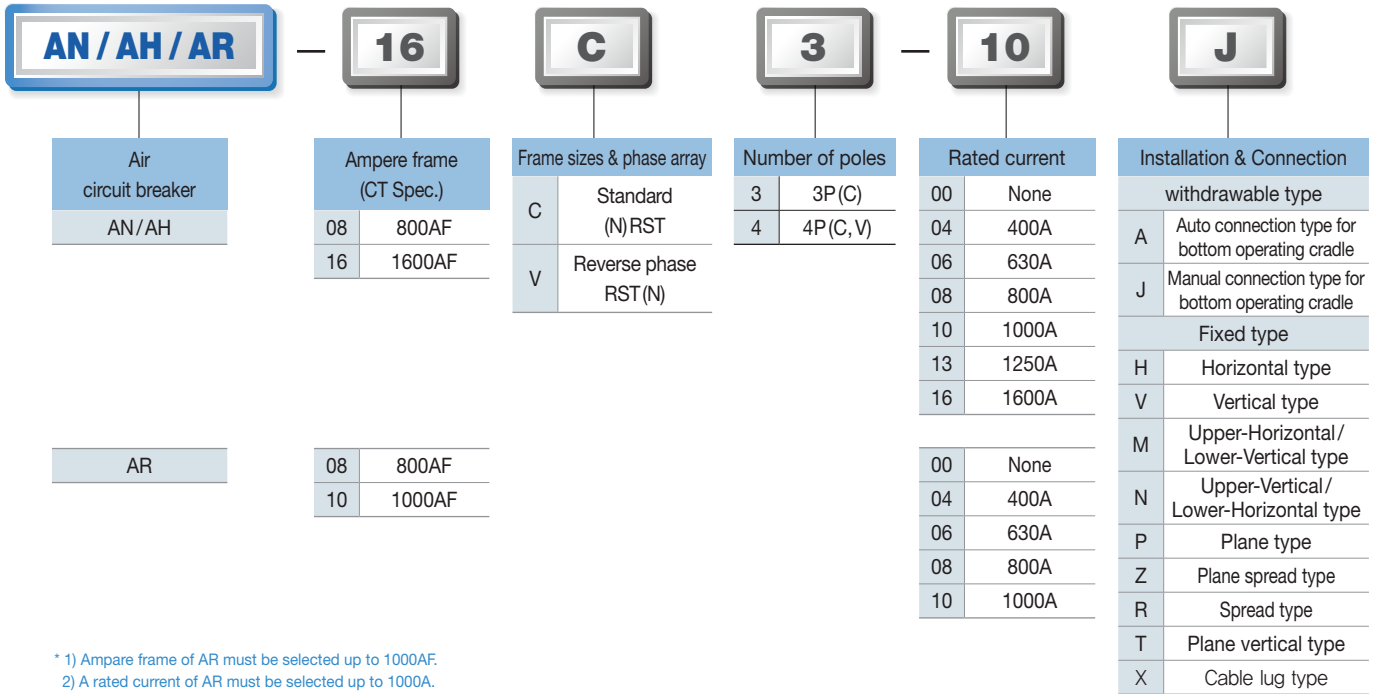 AN / AH / AR – 16 C 3 – 10 J
Air
circuit breaker
AN/AH
AR
Ampere frame
(CT Spec.)
08 800AF
16 1600AF
08 800AF
10 1000AF
Frame sizes & phase array
C Standard
(N)RST
V Reverse phase
RST(N)
Number of poles
3 3P(C)
4 4P(C, V)
Rated current
00 None
04 400A
06 630A
08 800A
10 1000A
13 1250A
16 1600A
00 None
04 400A
06 630A
08 800A
10 1000A
Installation & Connection
withdrawable type
A Auto connection type for
bottom operating cradle
J Manual connection type for
bottom operating cradle
Fixed type
H Horizontal type
V Vertical type
M Upper-Horizontal/
Lower-Vertical type
N Upper-Vertical/
Lower-Horizontal type
P Plane type
Z Plane spread type
R Spread type
T Plane vertical type
X Cable lug type
* 1) Ampare frame of AR must be selected up to 1000AF.
2) A rated current of AR must be selected up to 1000A.